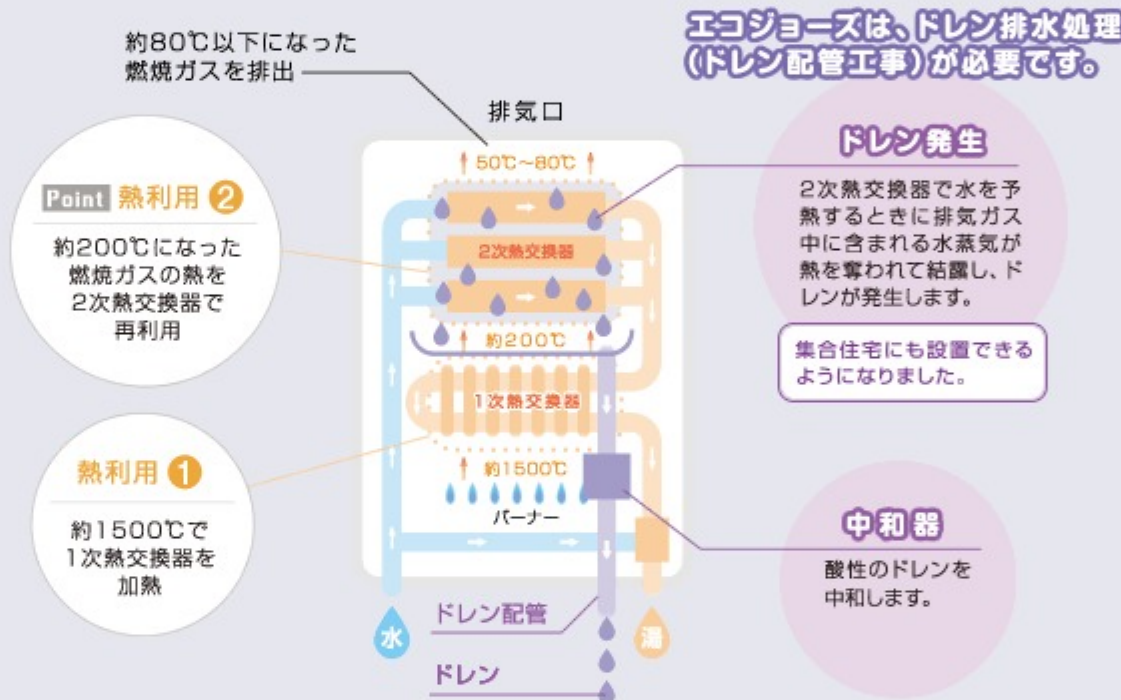 エコジョーズは、ドレン排水処理
（ドレン配管工事）が必要です。
約80℃以下になった
燃焼ガスを排出
排気口
50℃～80℃
Point 熱利用 2
約200℃になった
燃焼ガスの熱を
2次熱交換器で
再利用
2次熱交換器
ドレン発生
2次熱交換器で水を予
熱するときに排気ガス
中に含まれる水蒸気が
熱を奪われて結露し、ド
レンが発生します。
集合住宅にも設置できる
ようになりました。
約200℃
1次熱交換器
熱利用 1
約1500℃で
1次熱交換器を
加熱
約1500℃
バーナー
中和器
酸性のドレンを
中和します。
水
ドレン配管
湯
ドレン